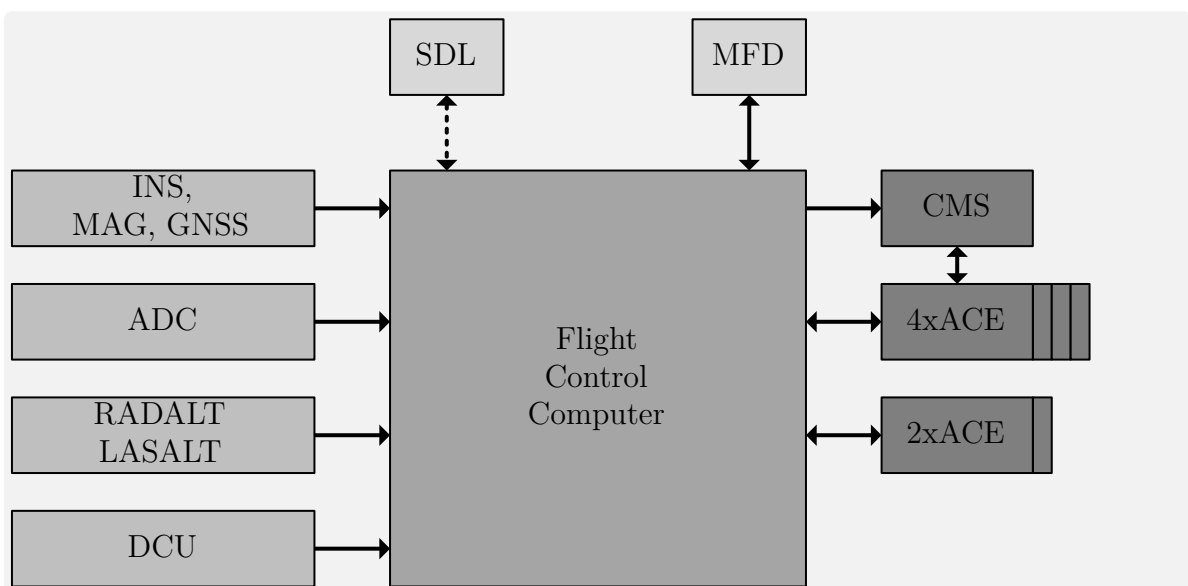 SDL
MFD
INS,
MAG, GNSS
CMS
ADC
4xACE
Flight
Control
Computer
RADALT
LASALT
2xACE
DCU